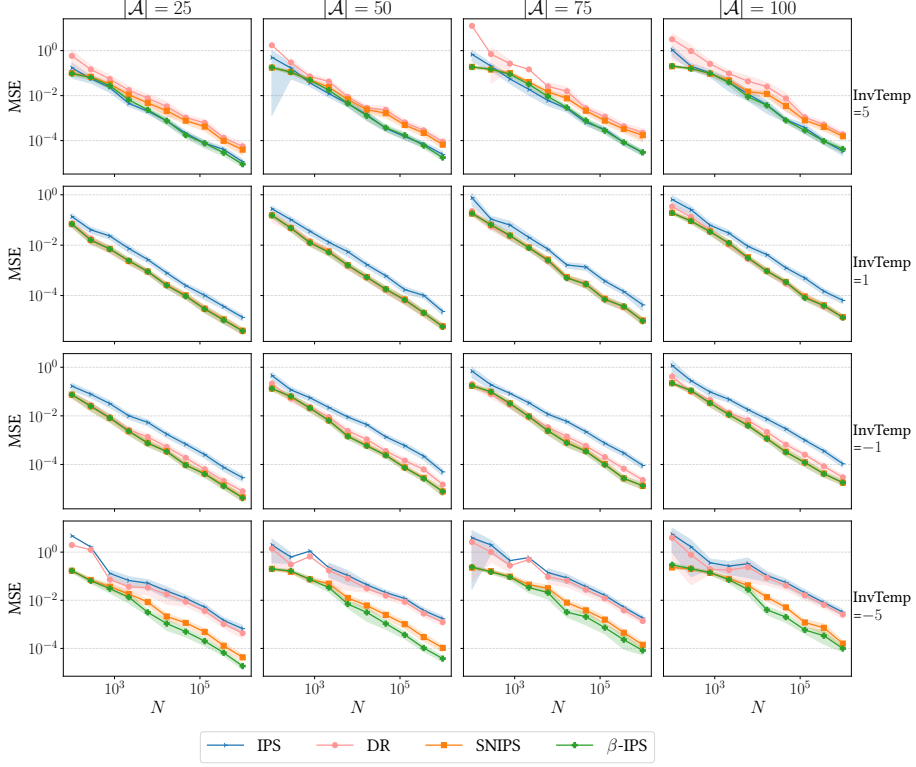 |𝒜| = 25 |𝒜| = 50 |𝒜| = 75 |𝒜| = 100
MSE
10⁰
10⁻²
10⁻⁴
InvTemp
=5
MSE
10⁰
10⁻²
10⁻⁴
InvTemp
=1
MSE
10⁰
10⁻²
10⁻⁴
InvTemp
=−1
MSE
10⁰
10⁻²
10⁻⁴
InvTemp
=−5
10³ 10⁵ 10³ 10⁵ 10³ 10⁵ 10³ 10⁵
N N N N
IPS DR SNIPS β-IPS